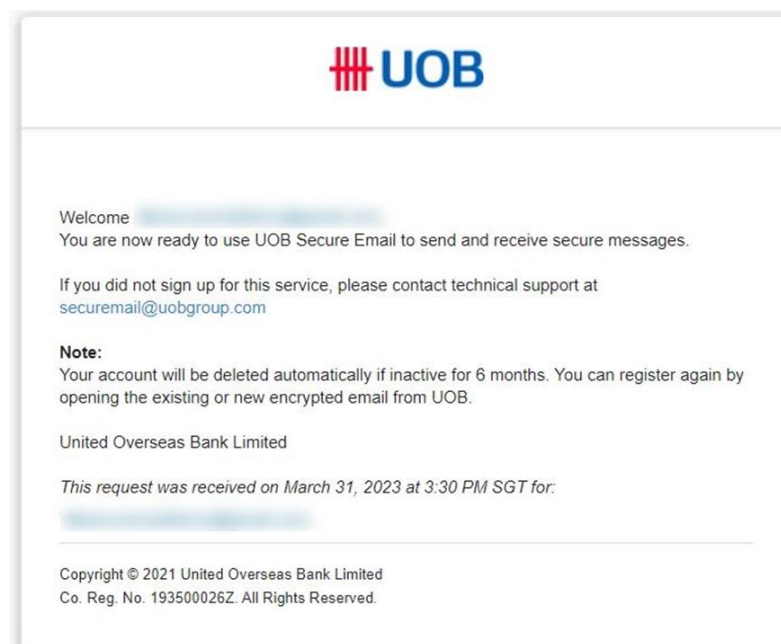 UOB
Welcome
You are now ready to use UOB Secure Email to send and receive secure messages.
If you did not sign up for this service, please contact technical support at
securemail@uobgroup.com
Note:
Your account will be deleted automatically if inactive for 6 months. You can register again by
opening the existing or new encrypted email from UOB.
United Overseas Bank Limited
This request was received on March 31, 2023 at 3:30 PM SGT for:
Copyright © 2021 United Overseas Bank Limited
Co. Reg. No. 193500026Z. All Rights Reserved.